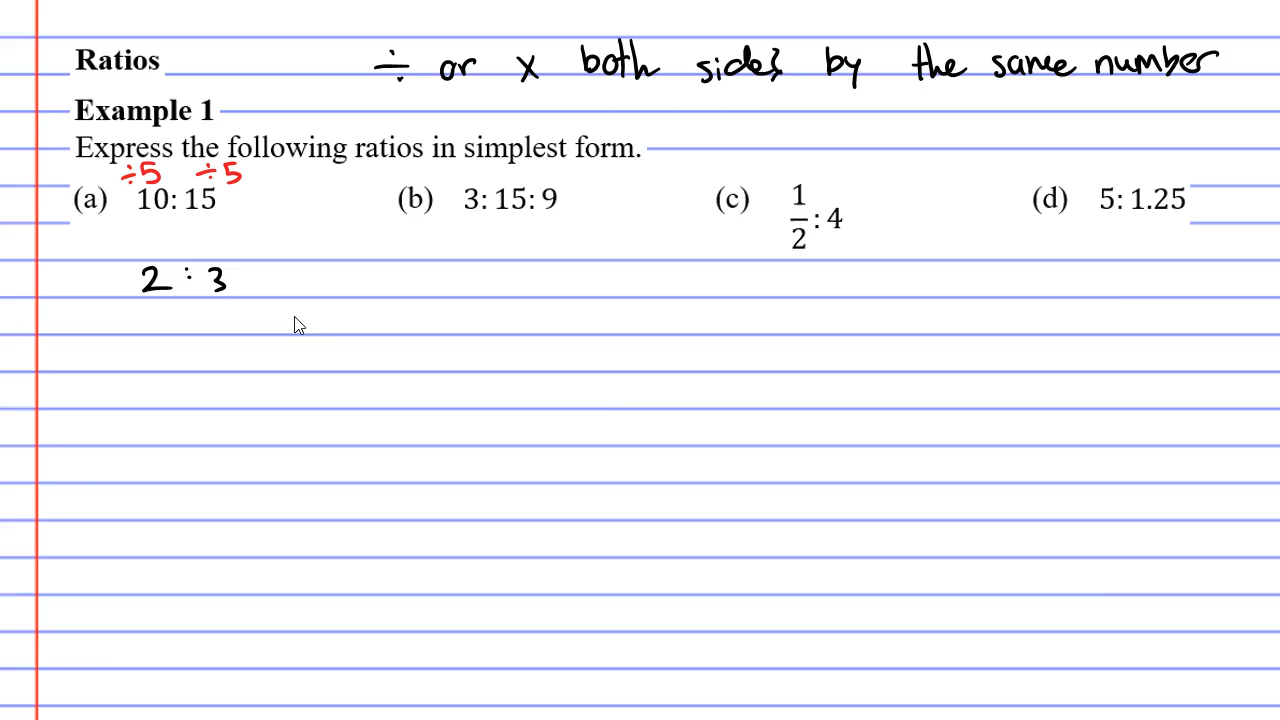 Ratios ÷ or x both sides by the same number
Example 1
Express the following ratios in simplest form.
÷5 ÷5
(a) 10: 15 (b) 3: 15: 9 (c) 1/2 : 4 (d) 5: 1.25
2 : 3